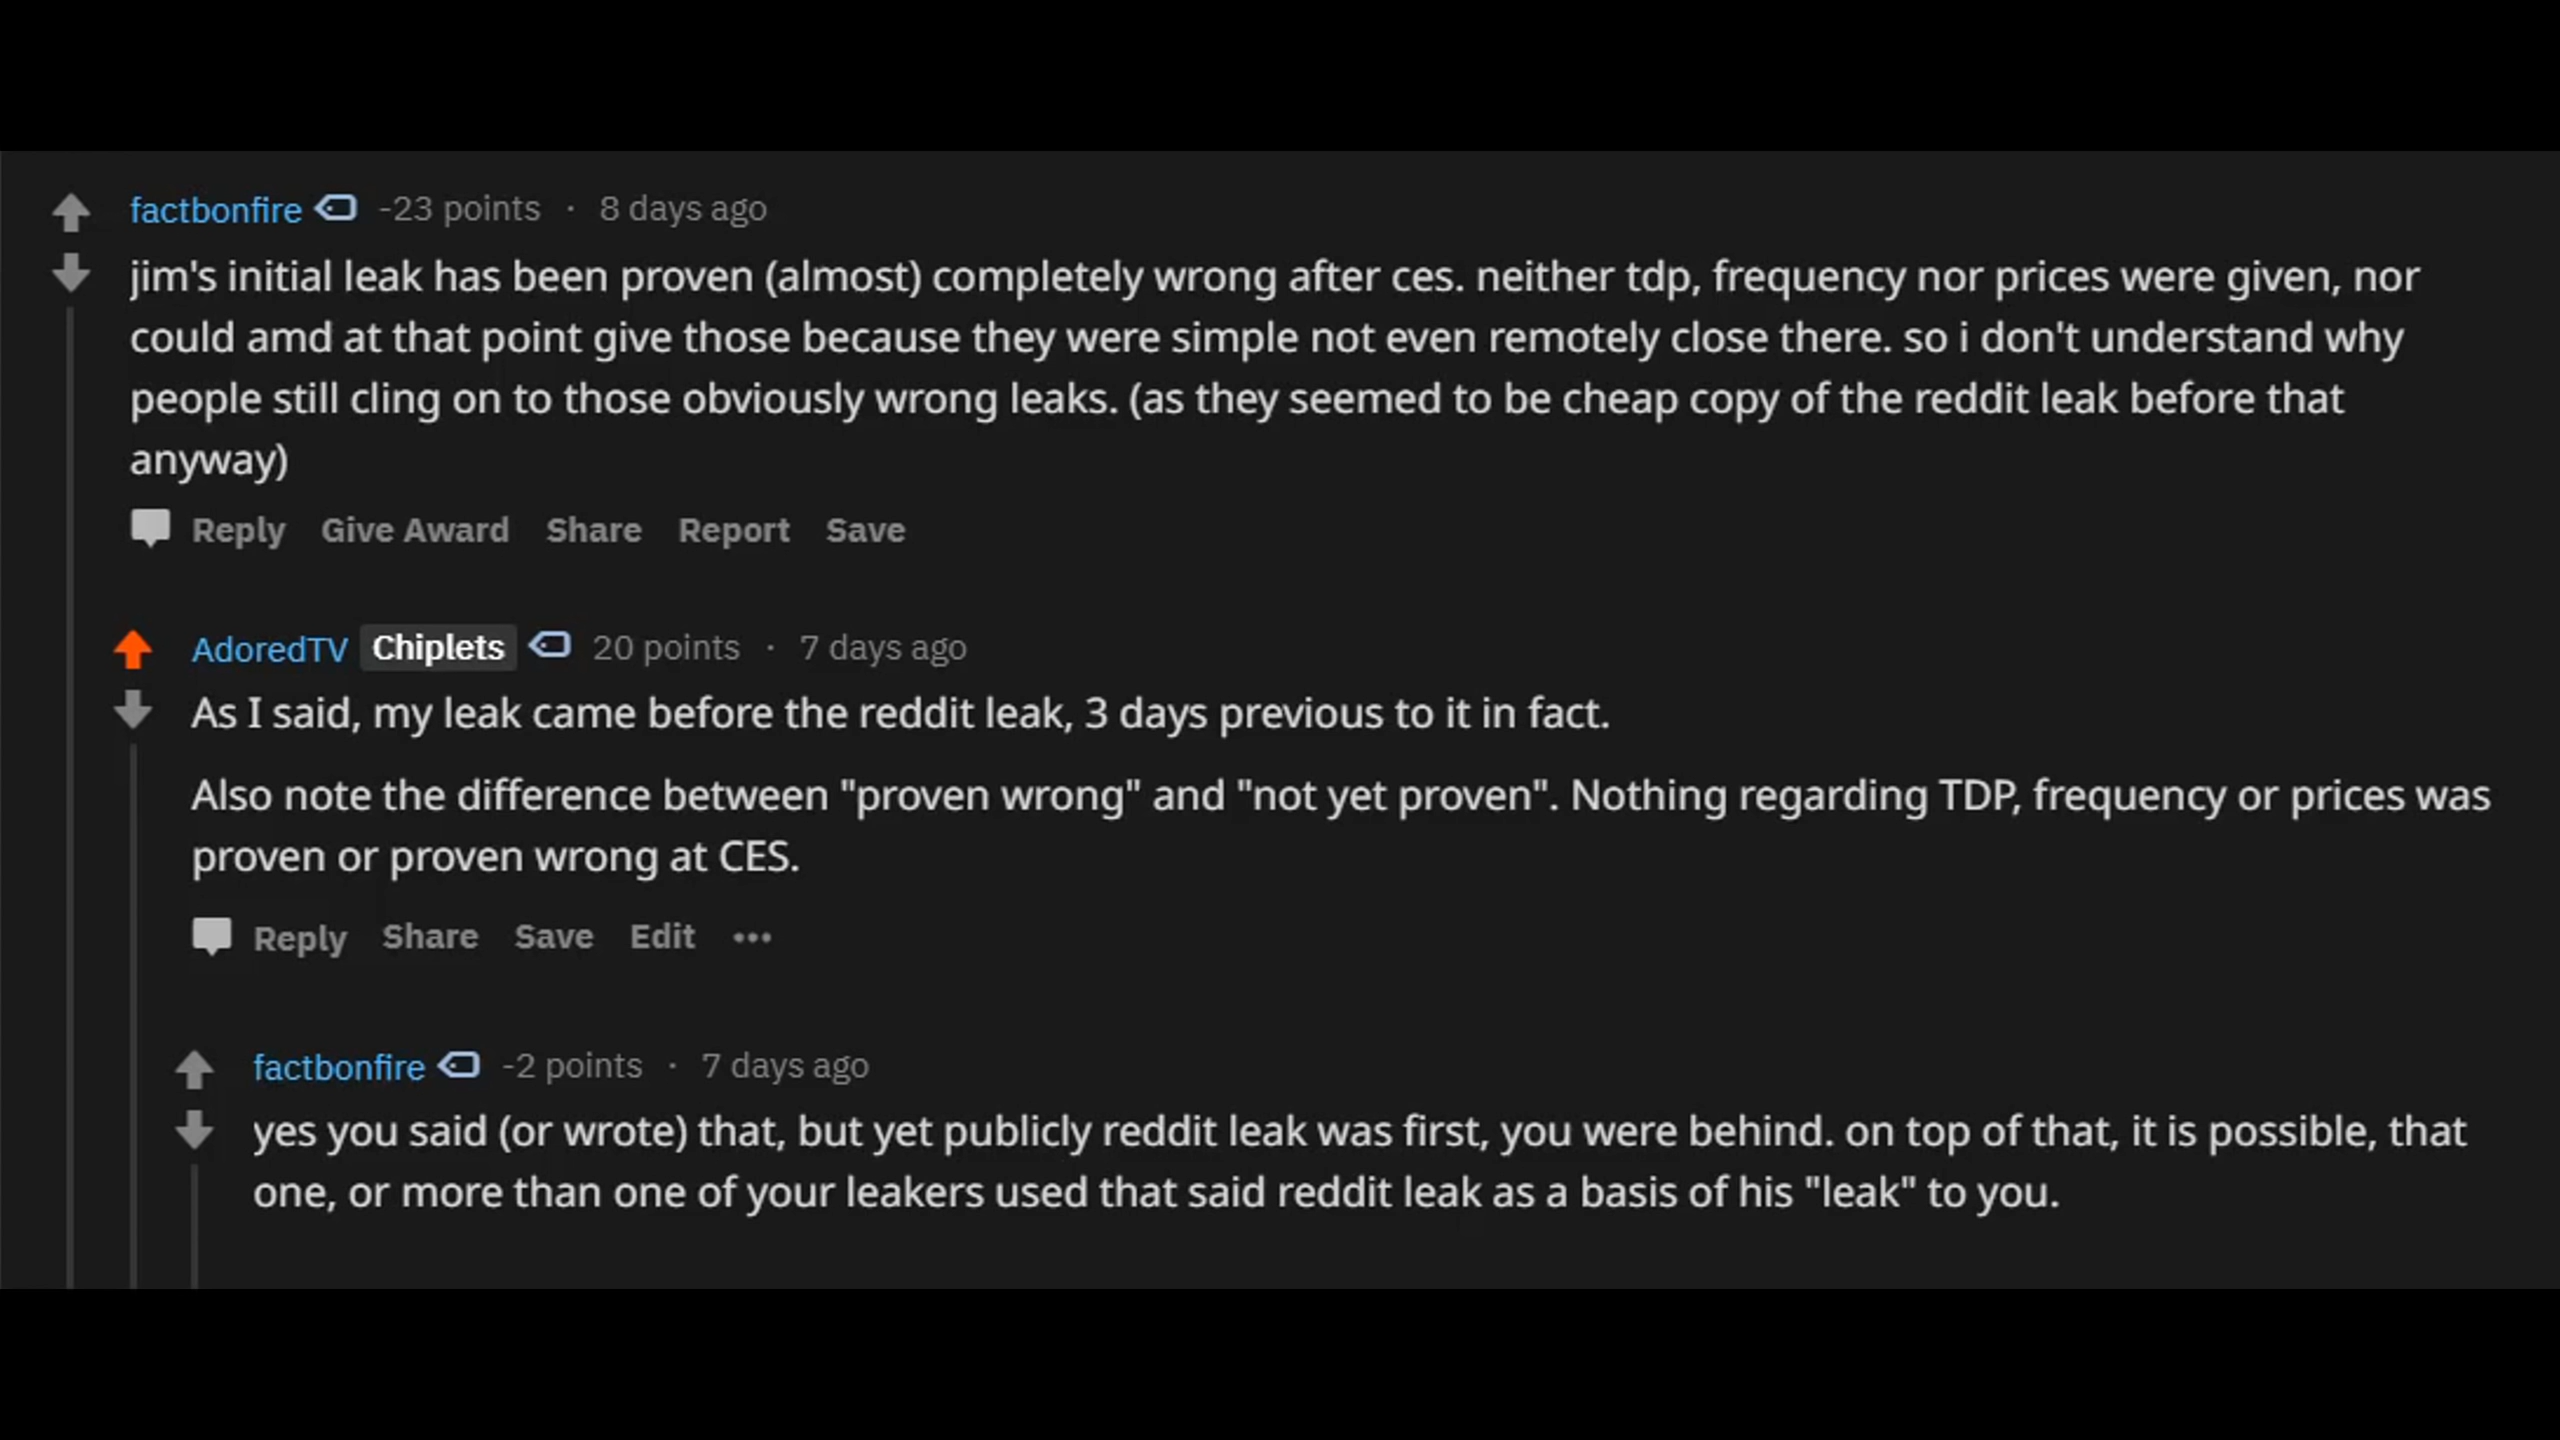 factbonfire -23 points · 8 days ago
jim's initial leak has been proven (almost) completely wrong after ces. neither tdp, frequency nor prices were given, nor
could amd at that point give those because they were simple not even remotely close there. so i don't understand why
people still cling on to those obviously wrong leaks. (as they seemed to be cheap copy of the reddit leak before that
anyway)
Reply Give Award Share Report Save
AdoredTV Chiplets 20 points · 7 days ago
As I said, my leak came before the reddit leak, 3 days previous to it in fact.
Also note the difference between "proven wrong" and "not yet proven". Nothing regarding TDP, frequency or prices was
proven or proven wrong at CES.
Reply Share Save Edit •••
factbonfire -2 points · 7 days ago
yes you said (or wrote) that, but yet publicly reddit leak was first, you were behind. on top of that, it is possible, that
one, or more than one of your leakers used that said reddit leak as a basis of his "leak" to you.